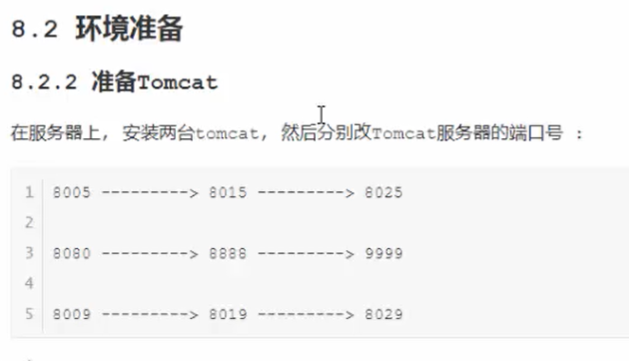 8.2 环境准备
8.2.2 准备Tomcat
在服务器上, 安装两台tomcat, 然后分别改Tomcat服务器的端口号 :
1 8005 ---------> 8015 ---------> 8025
2
3 8080 ---------> 8888 ---------> 9999
4
5 8009 ---------> 8019 ---------> 8029